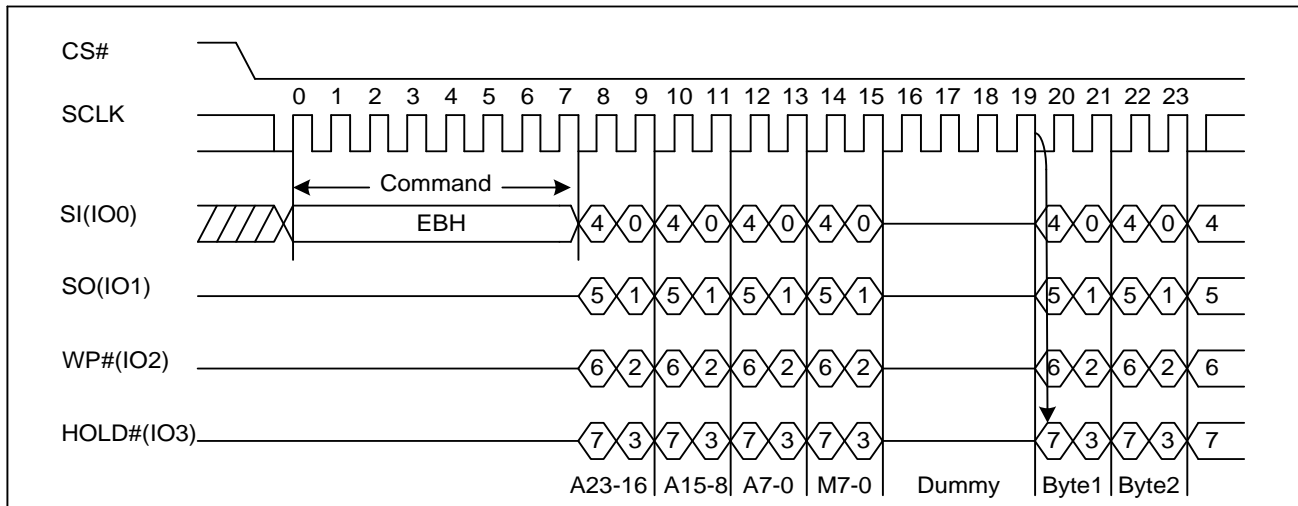 CS#
0 1 2 3 4 5 6 7 8 9 10 11 12 13 14 15 16 17 18 19 20 21 22 23
SCLK
Command
SI(IO0)
EBH
4 0 4 0 4 0 4 0 4 0 4 0 4
SO(IO1)
5 1 5 1 5 1 5 1 5 1 5 1 5
WP#(IO2)
6 2 6 2 6 2 6 2 6 2 6 2 6
HOLD#(IO3)
7 3 7 3 7 3 7 3 7 3 7 3 7
A23-16 A15-8 A7-0 M7-0 Dummy Byte1 Byte2